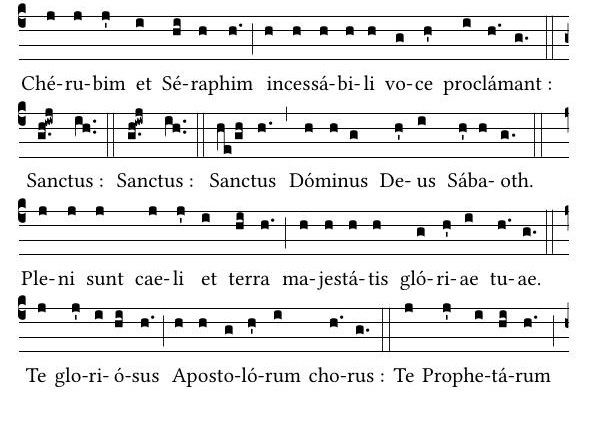 Ché-ru-bim et Sé-raphim incessá-bi-li vo-ce proclámant :
Sanctus : Sanctus : Sanctus Dóminus De-us Sába-oth.
Ple-ni sunt cae-li et terra ma-jestá-tis gló-ri-ae tu-ae.
Te glo-ri-ó-sus Aposto-ló-rum cho-rus : Te Prophe-tá-rum